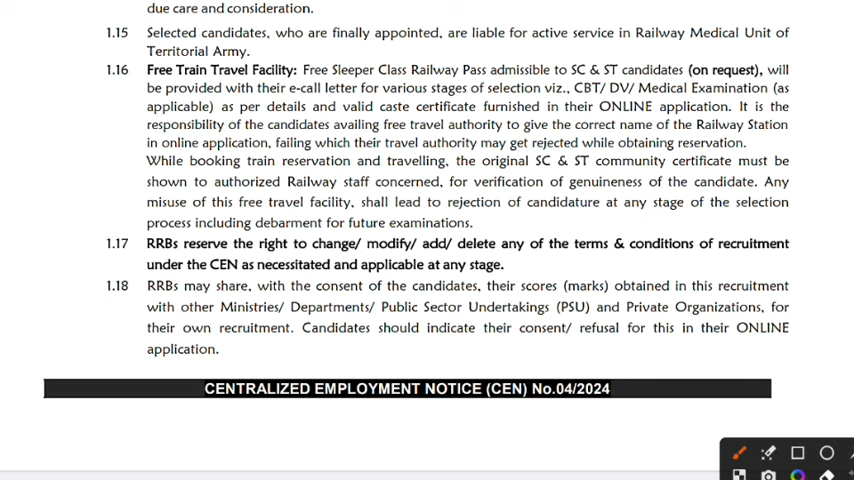 due care and consideration.
1.15 Selected candidates, who are finally appointed, are liable for active service in Railway Medical Unit of
Territorial Army.
1.16 Free Train Travel Facility: Free Sleeper Class Railway Pass admissible to SC & ST candidates (on request), will
be provided with their e-call letter for various stages of selection viz., CBT/ DV/ Medical Examination (as
applicable) as per details and valid caste certificate furnished in their ONLINE application. It is the
responsibility of the candidates availing free travel authority to give the correct name of the Railway Station
in online application, failing which their travel authority may get rejected while obtaining reservation.
While booking train reservation and travelling, the original SC & ST community certificate must be
shown to authorized Railway staff concerned, for verification of genuineness of the candidate. Any
misuse of this free travel facility, shall lead to rejection of candidature at any stage of the selection
process including debarment for future examinations.
1.17 RRBs reserve the right to change/ modify/ add/ delete any of the terms & conditions of recruitment
under the CEN as necessitated and applicable at any stage.
1.18 RRBs may share, with the consent of the candidates, their scores (marks) obtained in this recruitment
with other Ministries/ Departments/ Public Sector Undertakings (PSU) and Private Organizations, for
their own recruitment. Candidates should indicate their consent/ refusal for this in their ONLINE
application.
CENTRALIZED EMPLOYMENT NOTICE (CEN) No.04/2024